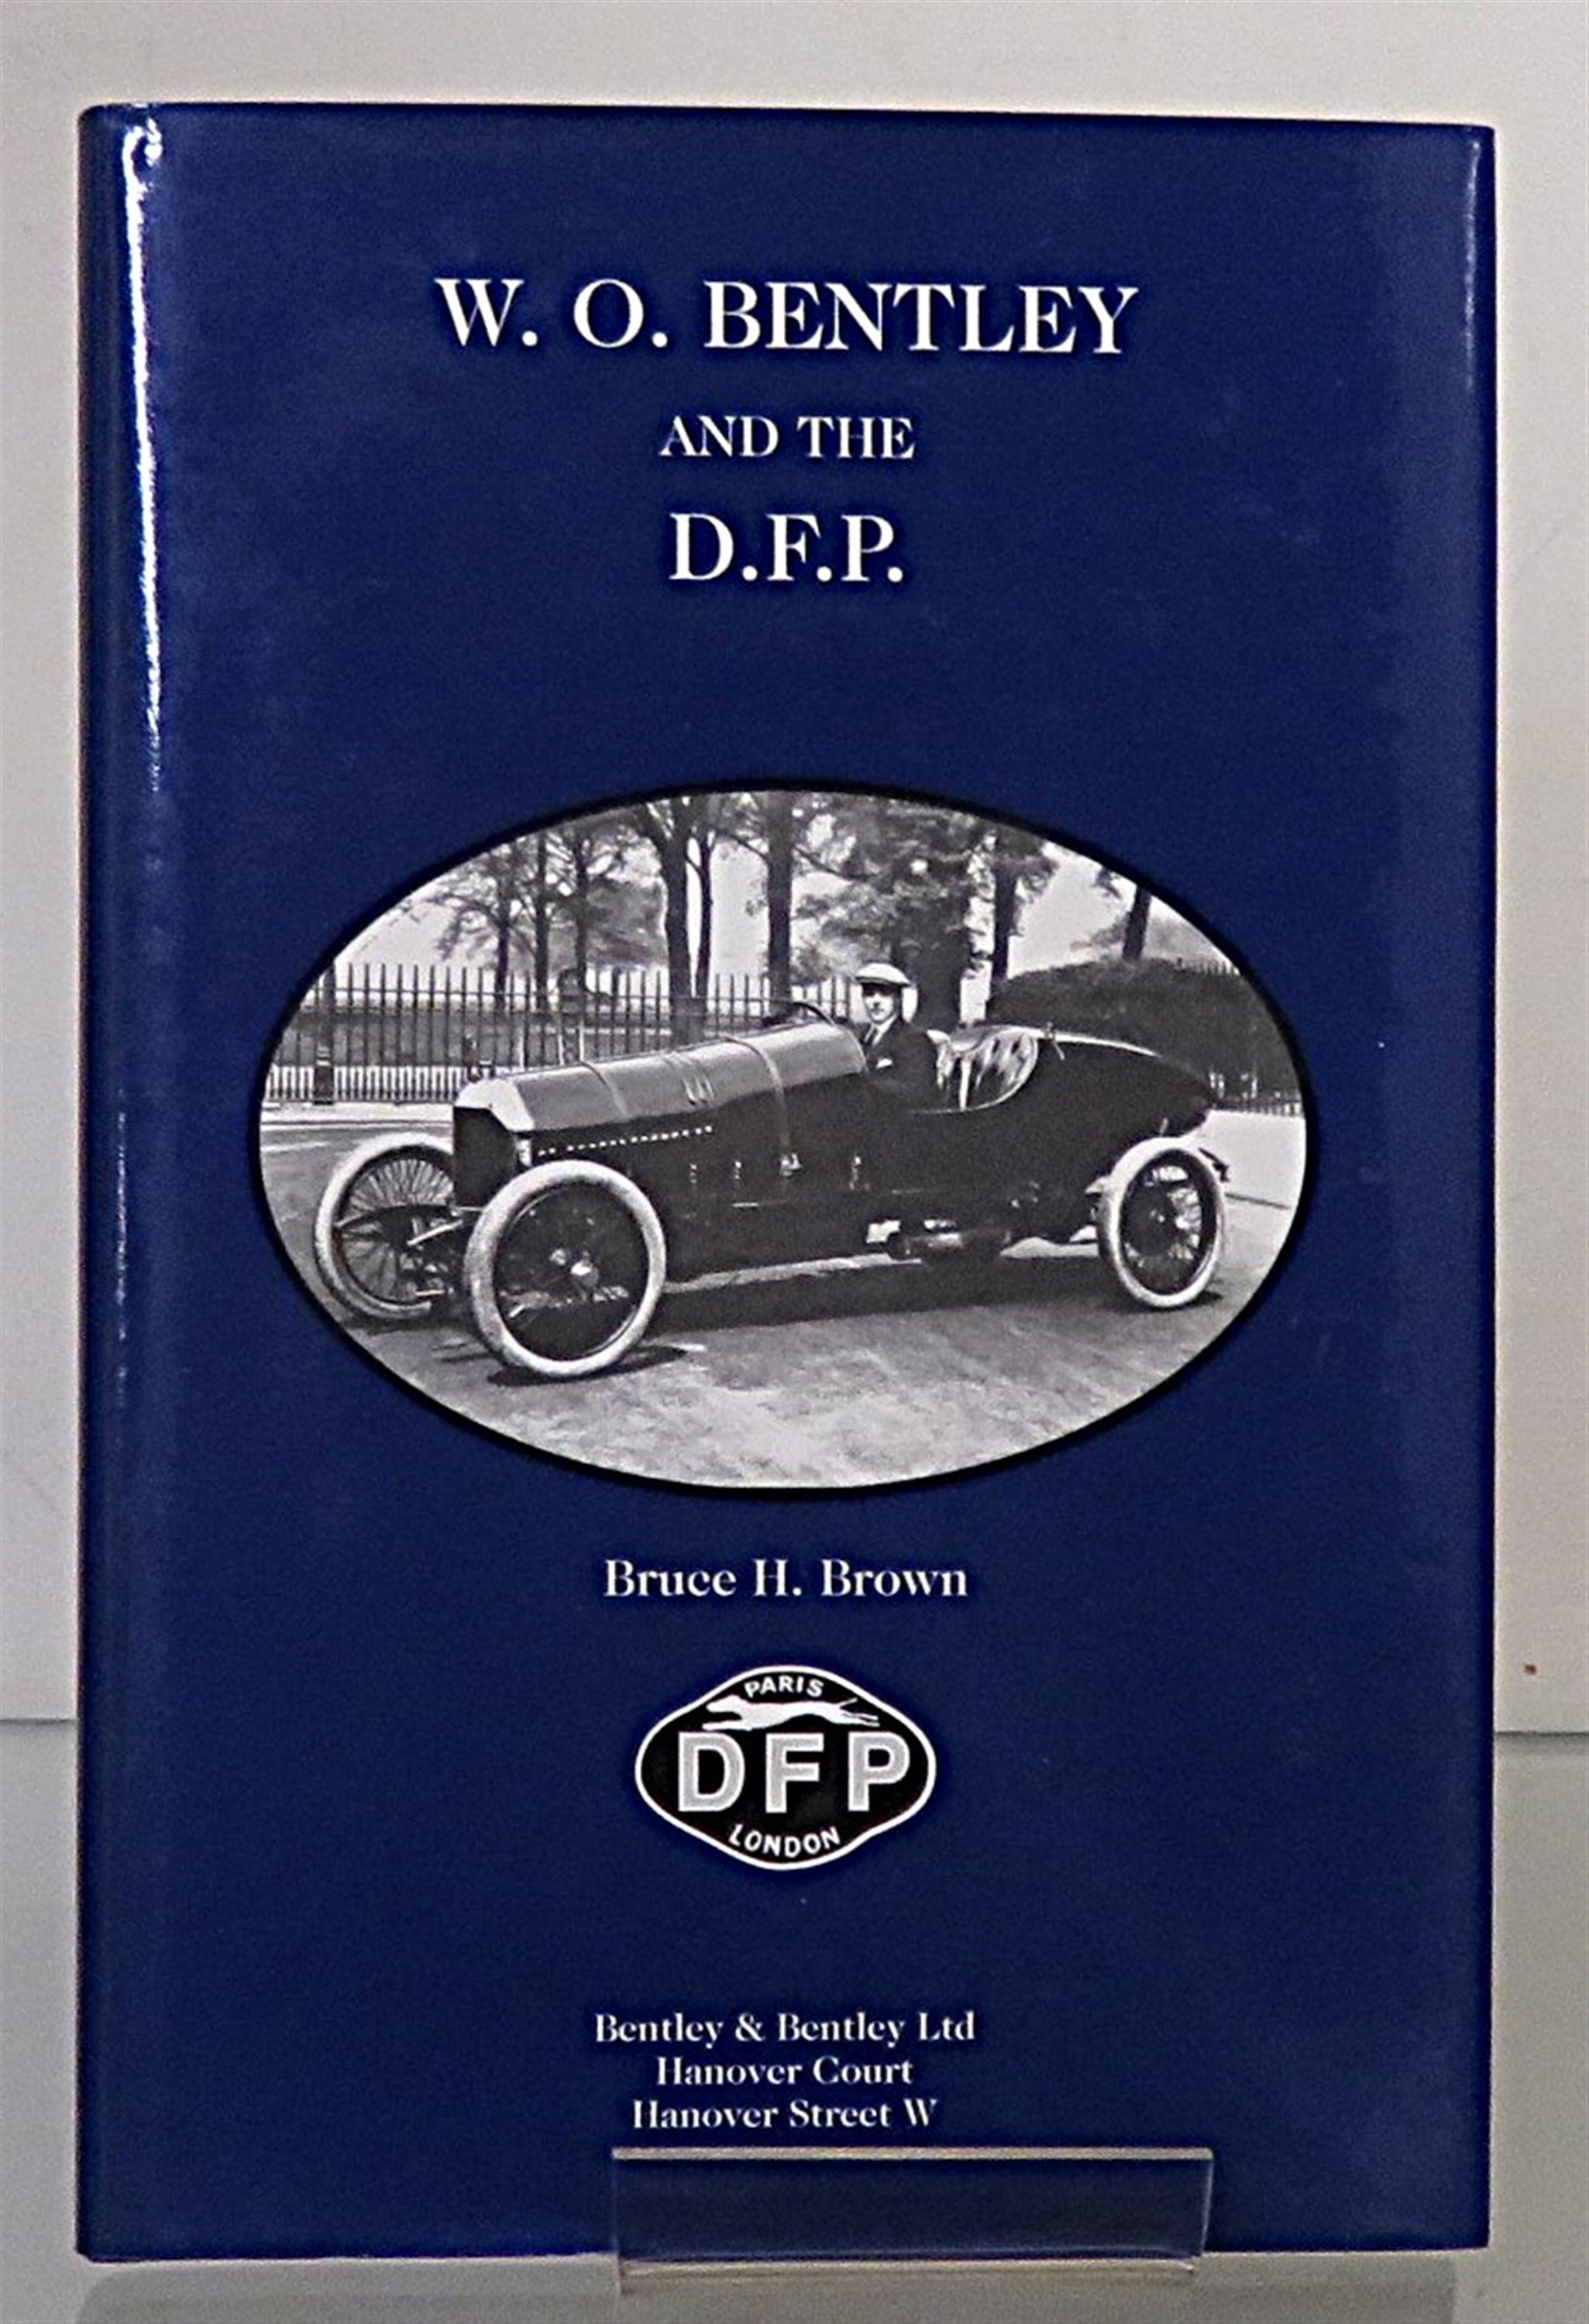 W. O. BENTLEY
AND THE
D.F.P.
Bruce H. Brown
PARIS
DFP
LONDON
Bentley & Bentley Ltd
Hanover Court
Hanover Street W